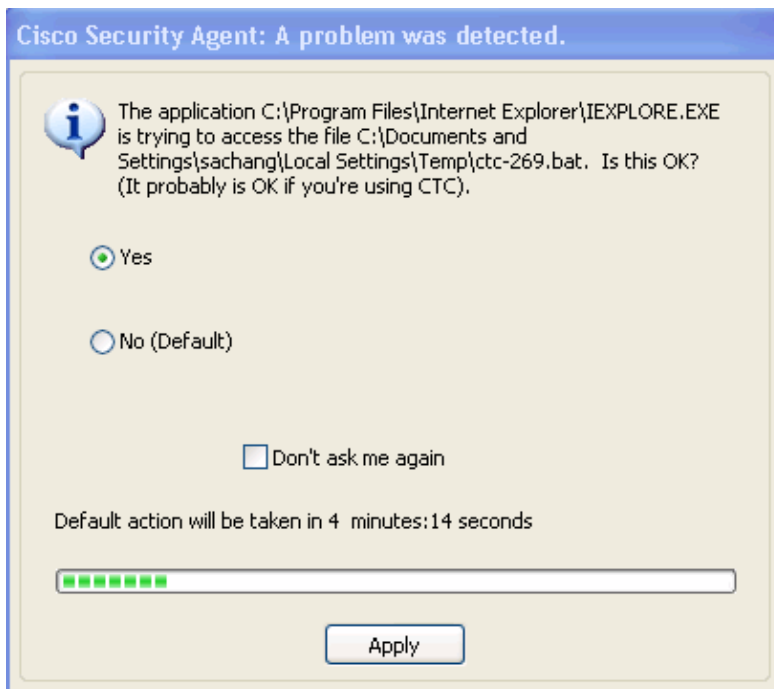 Cisco Security Agent: A problem was detected.
The application C:\Program Files\Internet Explorer\IEXPLORE.EXE
is trying to access the file C:\Documents and
Settings\sachang\Local Settings\Temp\ctc-269.bat. Is this OK?
(It probably is OK if you're using CTC).
Yes
No (Default)
Don't ask me again
Default action will be taken in 4 minutes:14 seconds
Apply